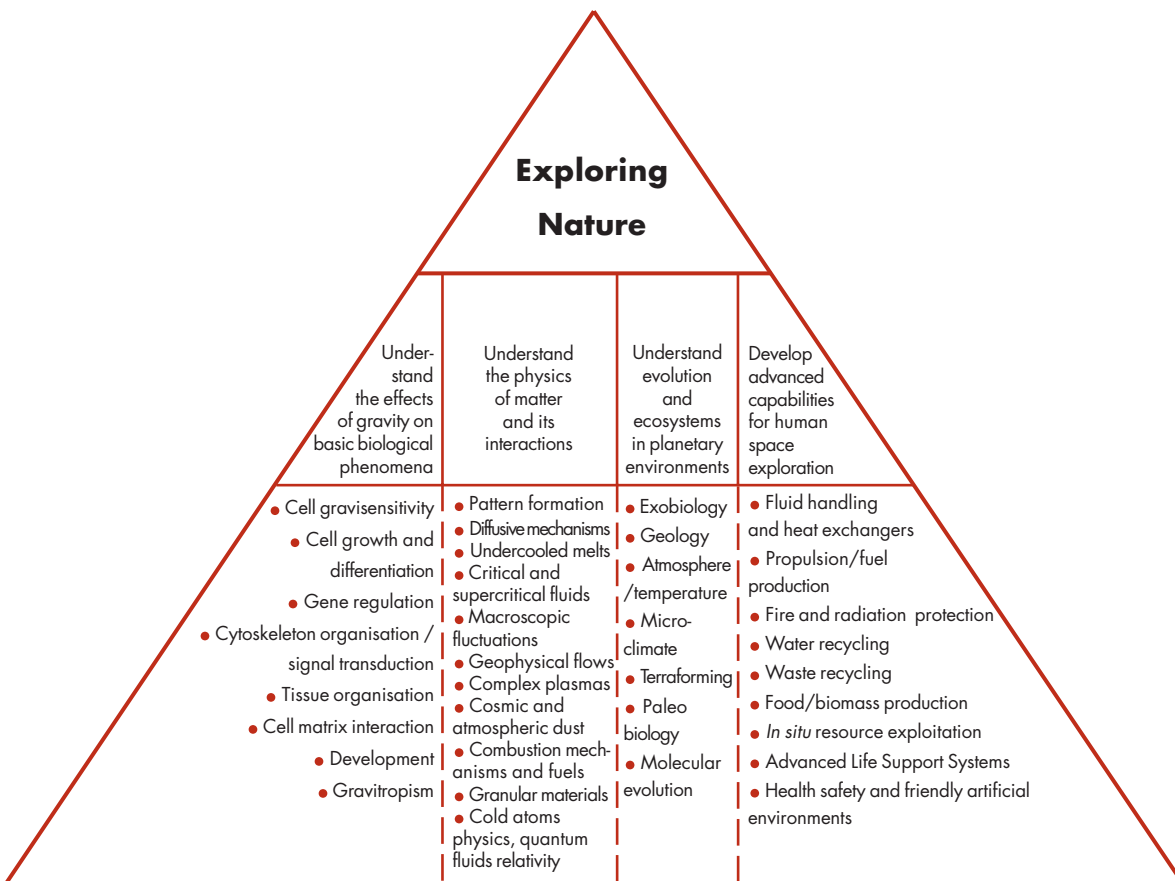 Exploring
Nature
Under-
stand
the effects
of gravity on
basic biological
phenomena
Understand
the physics
of matter
and its
interactions
Understand
evolution
and
ecosystems
in planetary
environments
Develop
advanced
capabilities
for human
space
exploration
• Cell gravisensitivity
• Cell growth and
differentiation
• Gene regulation
• Cytoskeleton organisation /
signal transduction
• Tissue organisation
• Cell matrix interaction
• Development
• Gravitropism
• Pattern formation
• Diffusive mechanisms
• Undercooled melts
• Critical and
supercritical fluids
• Macroscopic
fluctuations
• Geophysical flows
• Complex plasmas
• Cosmic and
atmospheric dust
• Combustion mech-
anisms and fuels
• Granular materials
• Cold atoms
physics, quantum
fluids relativity
• Exobiology
• Geology
• Atmosphere
/temperature
• Micro-
climate
• Terraforming
• Paleo
biology
• Molecular
evolution
• Fluid handling
and heat exchangers
• Propulsion/fuel
production
• Fire and radiation protection
• Water recycling
• Waste recycling
• Food/biomass production
• In situ resource exploitation
• Advanced Life Support Systems
• Health safety and friendly artificial
environments